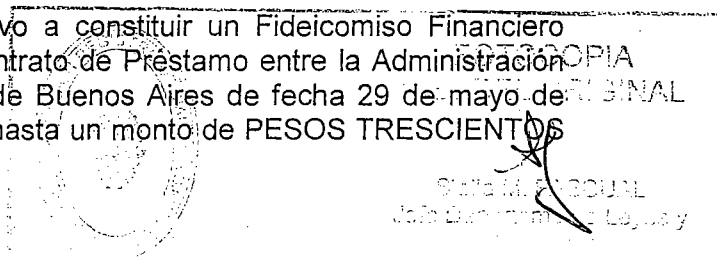 vo a constituir un Fideicomiso Financiero
ntrato de Préstamo entre la Administración
de Buenos Aires de fecha 29 de mayo de
hasta un monto de PESOS TRESCIENTOS
COPIA